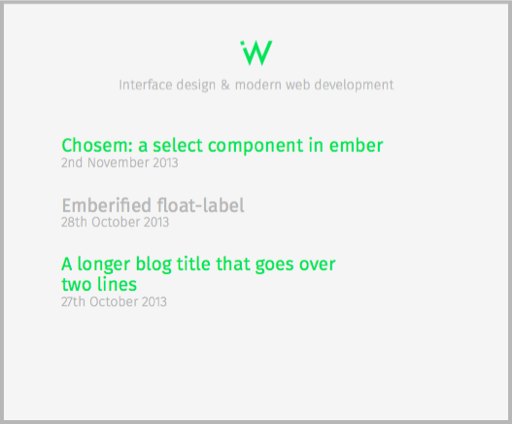 Interface design & modern web development
Chosem: a select component in ember
2nd November 2013
Emberified float-label
28th October 2013
A longer blog title that goes over
two lines
27th October 2013